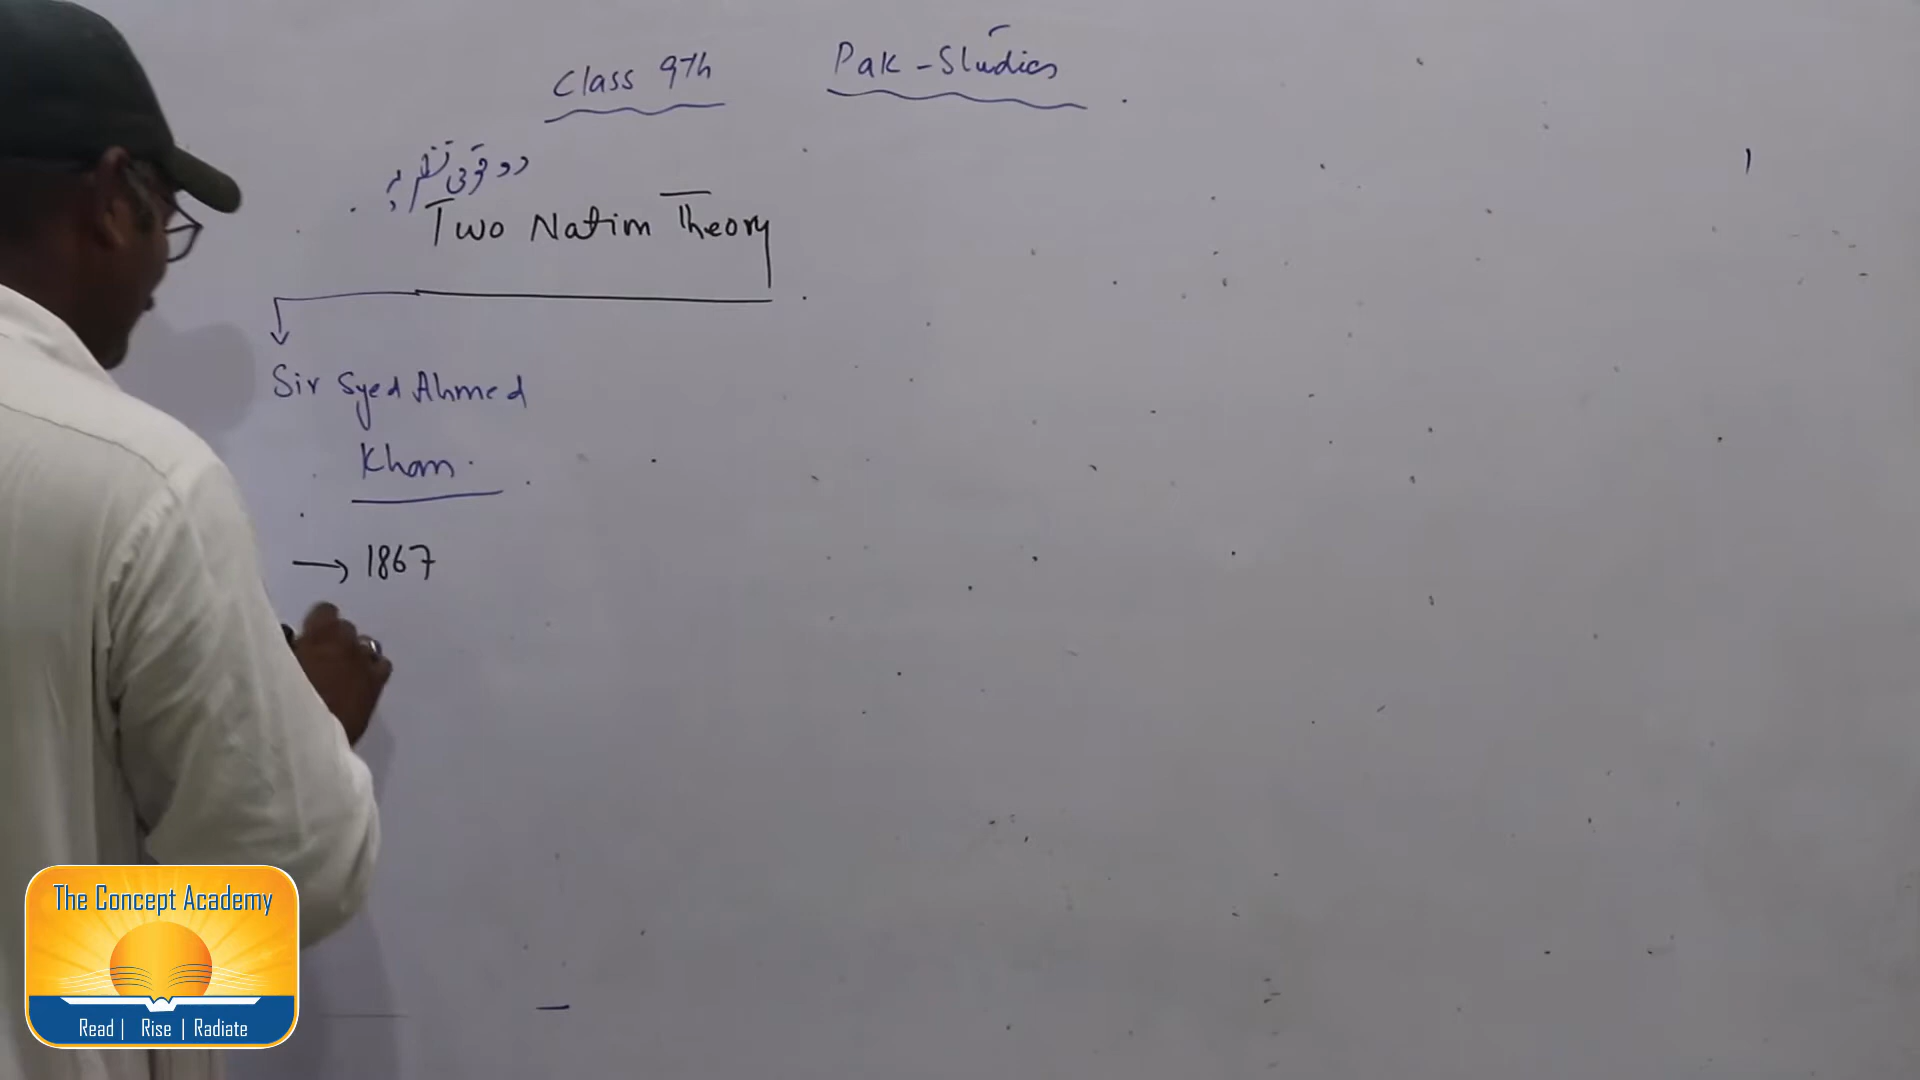 Class 9th Pak-Studies
دو قومی نظریہ
Two Nation Theory
Sir Syed Ahmed
Khan.
→ 1867
The Concept Academy
Read | Rise | Radiate